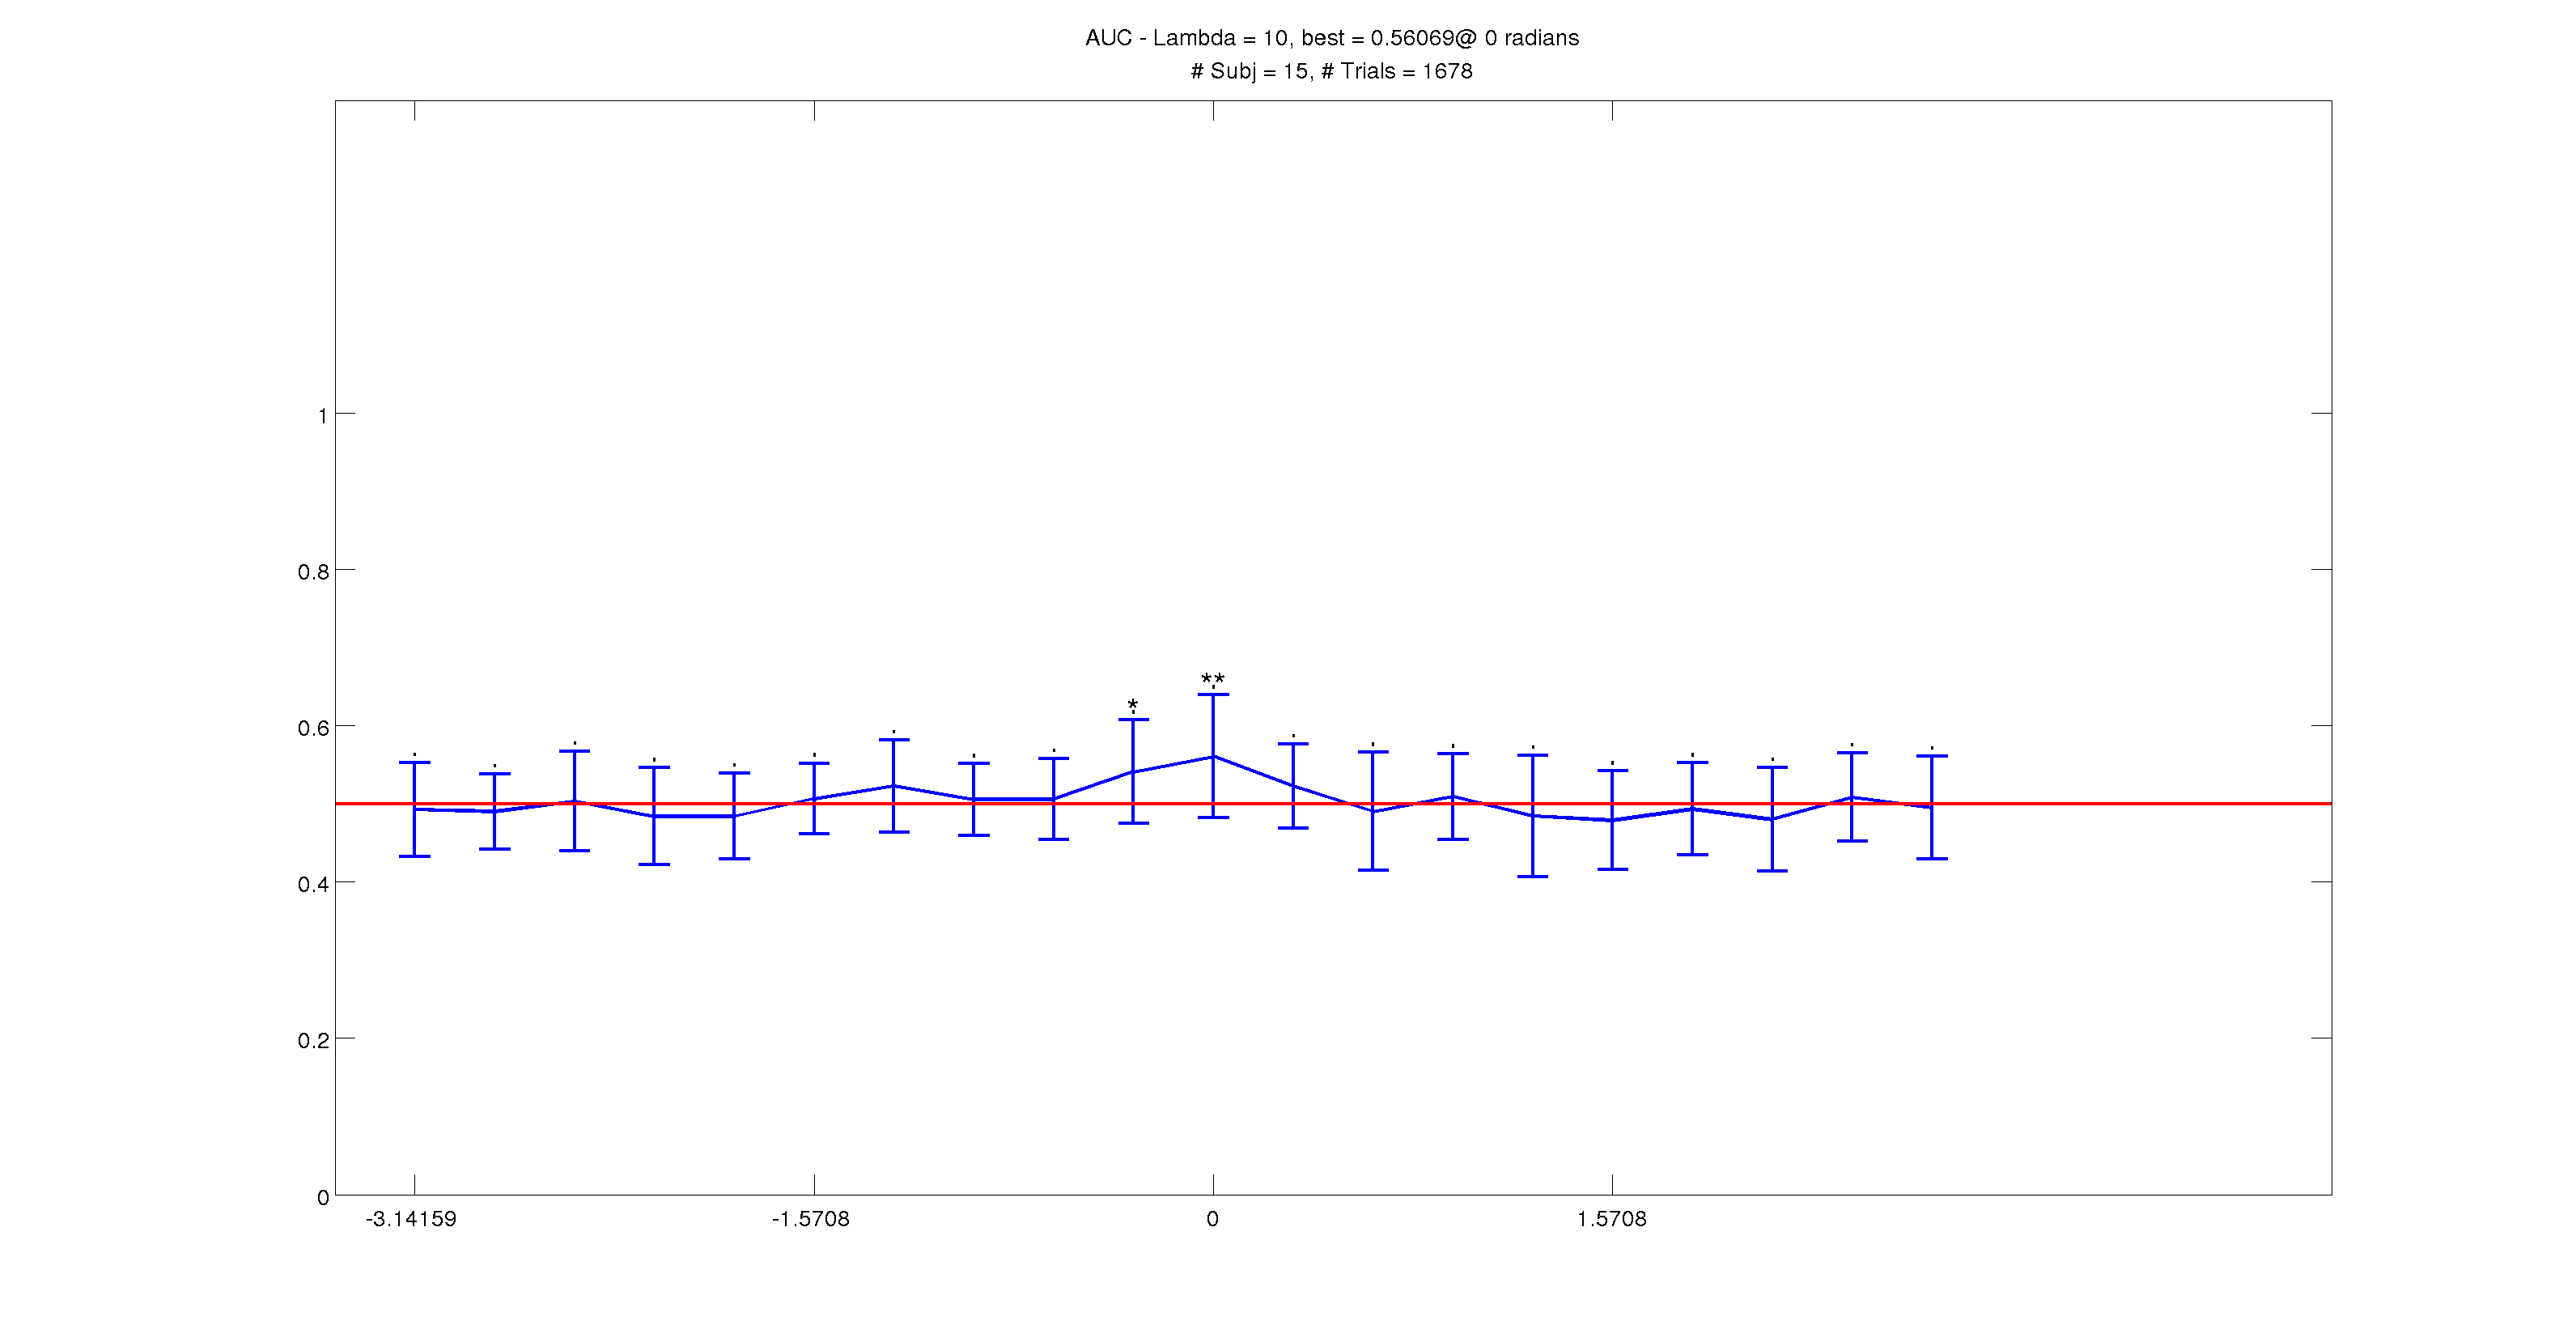 AUC - Lambda = 10, best = 0.56069@ 0 radians
# Subj = 15, # Trials = 1678
1
0.8
**
*
0.6
0.4
0.2
0
-3.14159 -1.5708 0 1.5708